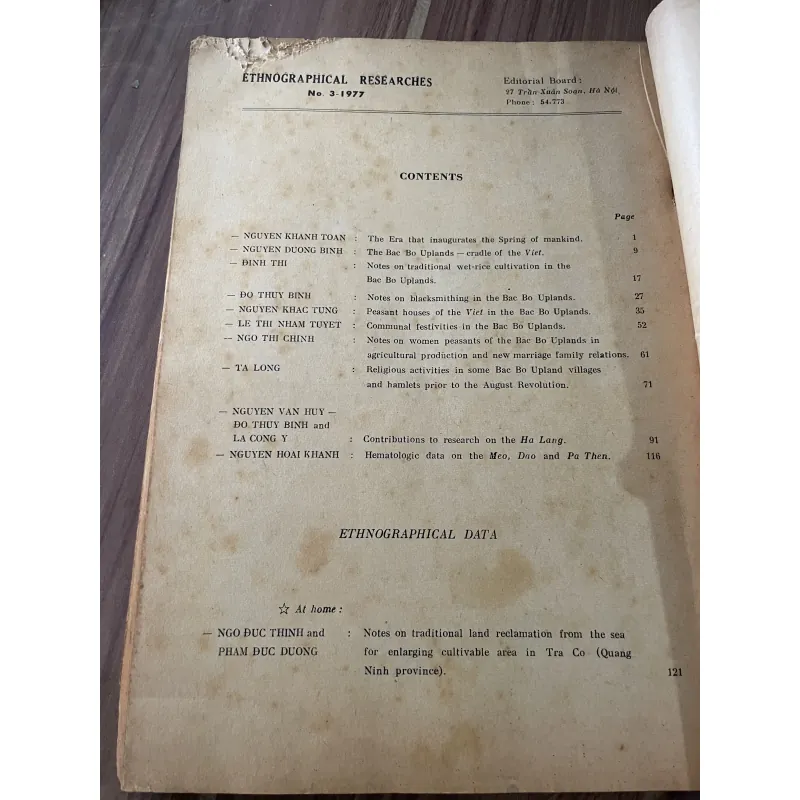 ETHNOGRAPHICAL RESEARCHES
No. 3-1977
Editorial Board:
27 Trần Xuân Soạn, Hà Nội
Phone: 54.773
CONTENTS
Page
— NGUYEN KHANH TOAN : The Era that inaugurates the Spring of mankind. 1
— NGUYEN DUONG BINH : The Bac Bo Uplands — cradle of the Viet. 9
— ĐINH THI : Notes on traditional wet-rice cultivation in the
Bac Bo Uplands. 17
— ĐO THUY BINH : Notes on blacksmithing in the Bac Bo Uplands. 27
— NGUYEN KHAC TUNG : Peasant houses of the Viet in the Bac Bo Uplands. 35
— LE THI NHAM TUYET : Communal festivities in the Bac Bo Uplands. 52
— NGO THI CHINH : Notes on women peasants of the Bac Bo Uplands in
agricultural production and new marriage family relations. 61
— TA LONG : Religious activities in some Bac Bo Upland villages
and hamlets prior to the August Revolution. 71
— NGUYEN VAN HUY —
ĐO THUY BINH and
LA CONG Y : Contributions to research on the Ha Lang. 91
— NGUYEN HOAI KHANH : Hematologic data on the Meo, Dao and Pa Then. 116
ETHNOGRAPHICAL DATA
☆ At home:
— NGO ĐUC THINH and : Notes on traditional land reclamation from the sea
PHAM ĐUC DUONG for enlarging cultivable area in Tra Co (Quang
Ninh province). 121